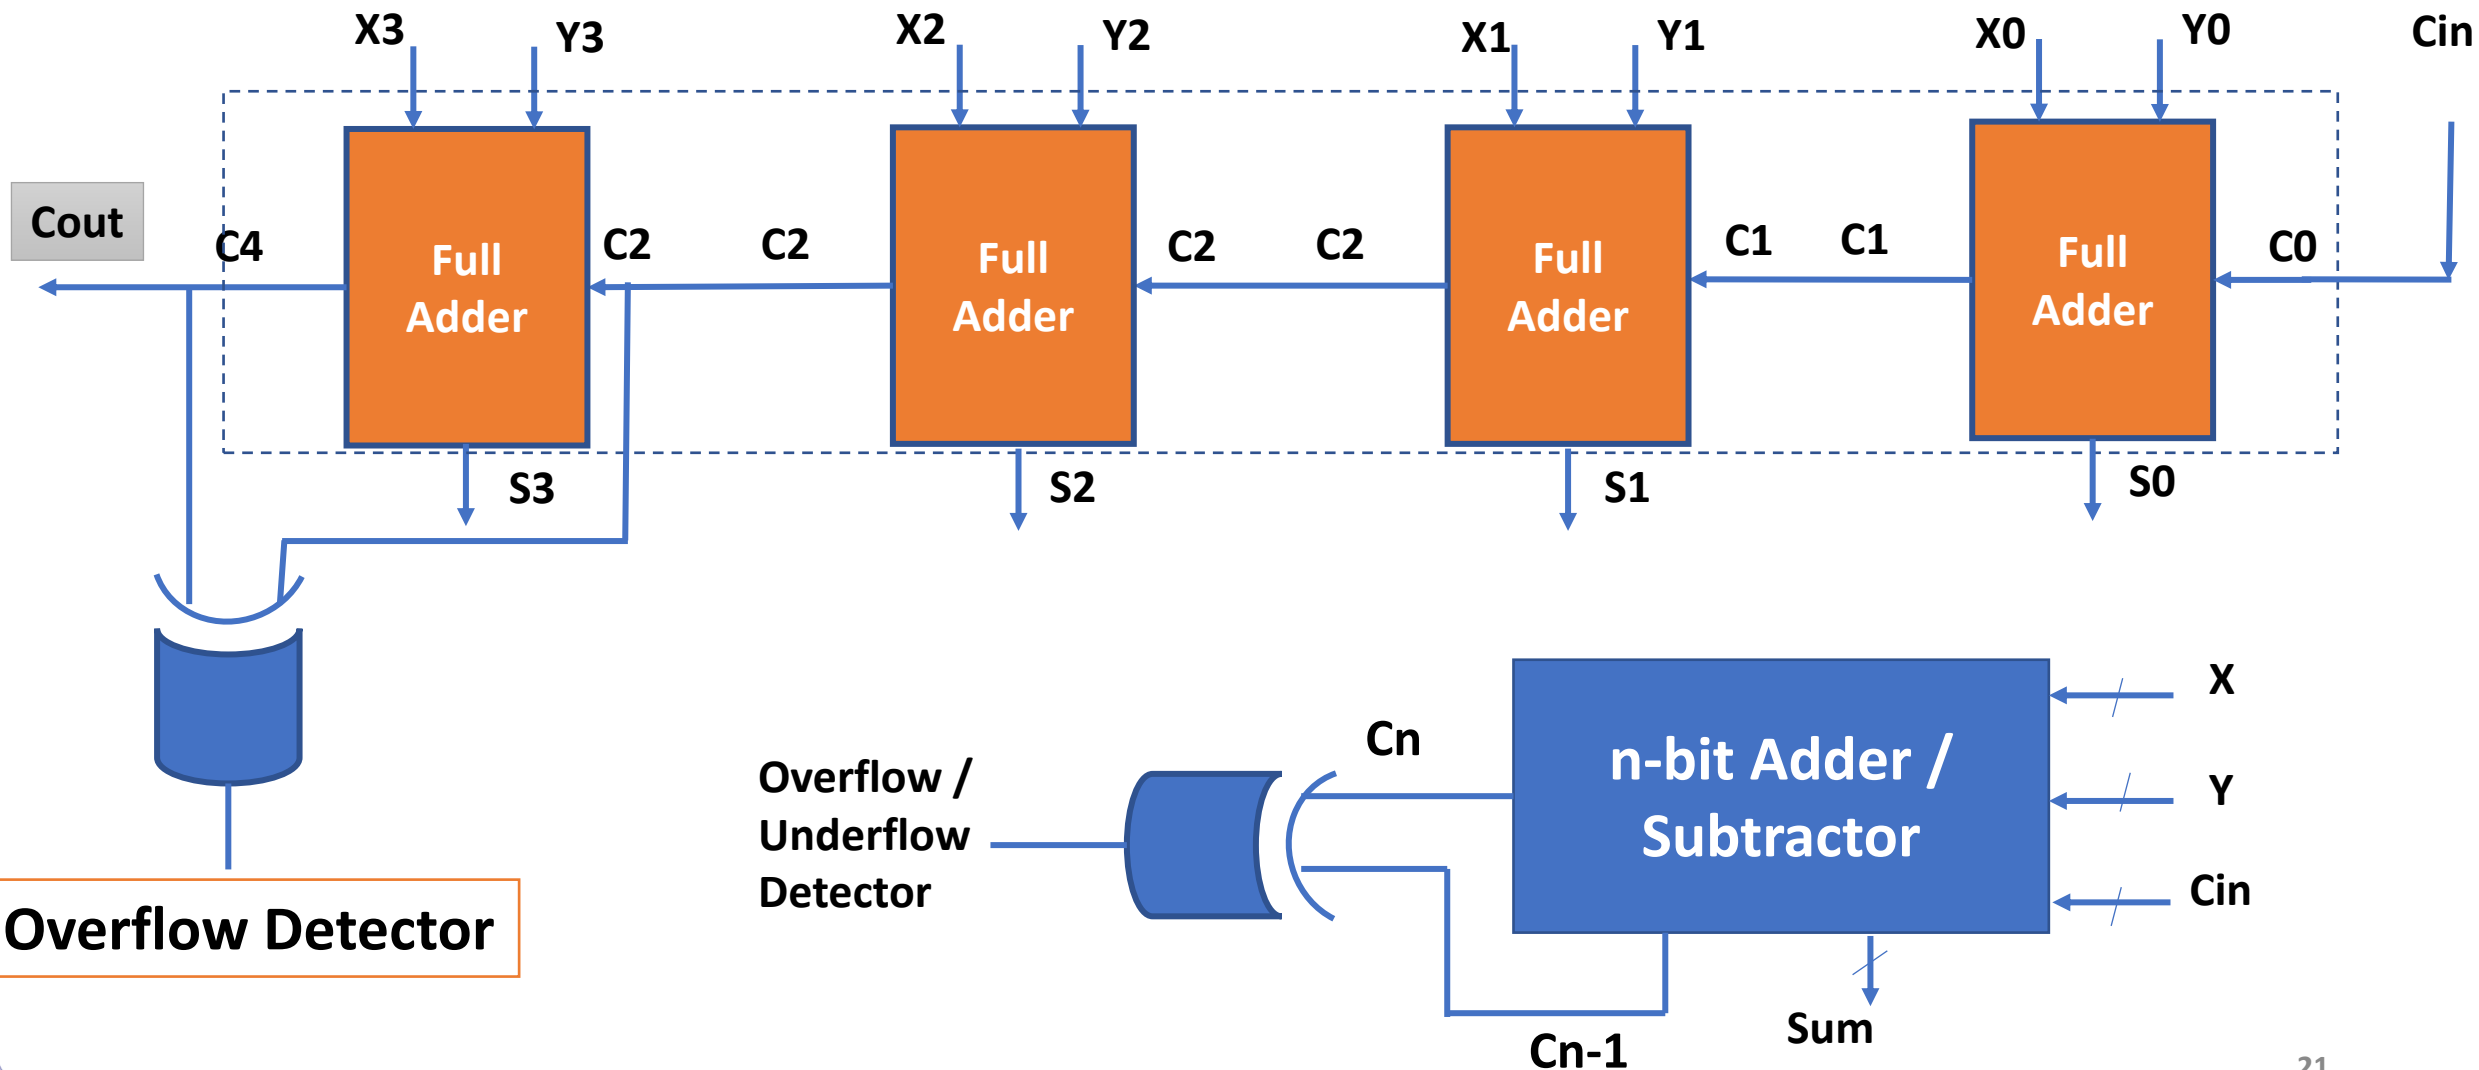 X3 Y3 X2 Y2 X1 Y1 X0 Y0 Cin
Cout
C4 C2 C2 C2 C2 C1 C1 C0
Full
Adder
Full
Adder
Full
Adder
Full
Adder
S3 S2 S1 S0
Overflow Detector
Overflow /
Underflow
Detector
Cn
n-bit Adder /
Subtractor
X
Y
Cin
Cn-1
Sum
21